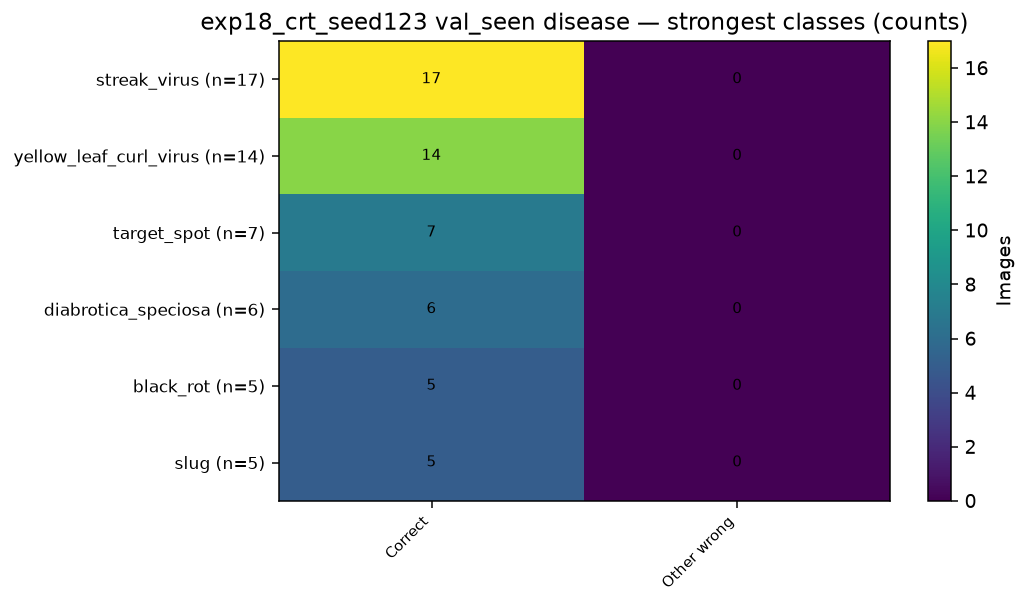 exp18_crt_seed123 val_seen disease — strongest classes (counts)
streak_virus (n=17)
17
0
yellow_leaf_curl_virus (n=14)
14
0
target_spot (n=7)
7
0
diabrotica_speciosa (n=6)
6
0
black_rot (n=5)
5
0
slug (n=5)
5
0
Correct
Other wrong
16
14
12
10
8
6
4
2
0
Images